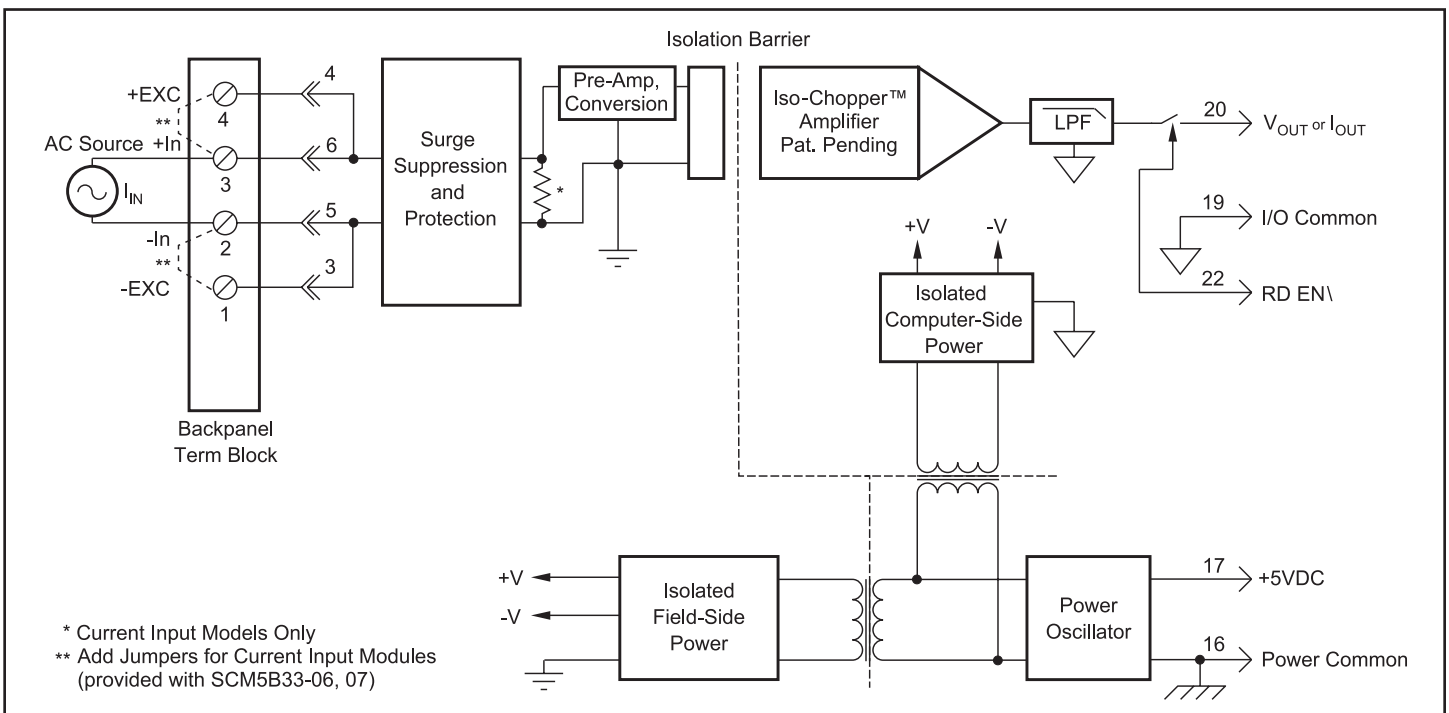 Isolation Barrier
+EXC
4
4
**
AC Source
+In
6
3
I_IN
5
-In
2
**
3
-EXC
1
Backpanel
Term Block
Surge
Suppression
and
Protection
*
Pre-Amp,
Conversion
Iso-Chopper™
Amplifier
Pat. Pending
LPF
20
V_OUT or I_OUT
19
I/O Common
22
RD EN\
+V
-V
Isolated
Computer-Side
Power
+V
-V
Isolated
Field-Side
Power
Power
Oscillator
17
+5VDC
16
Power Common
* Current Input Models Only
** Add Jumpers for Current Input Modules
(provided with SCM5B33-06, 07)